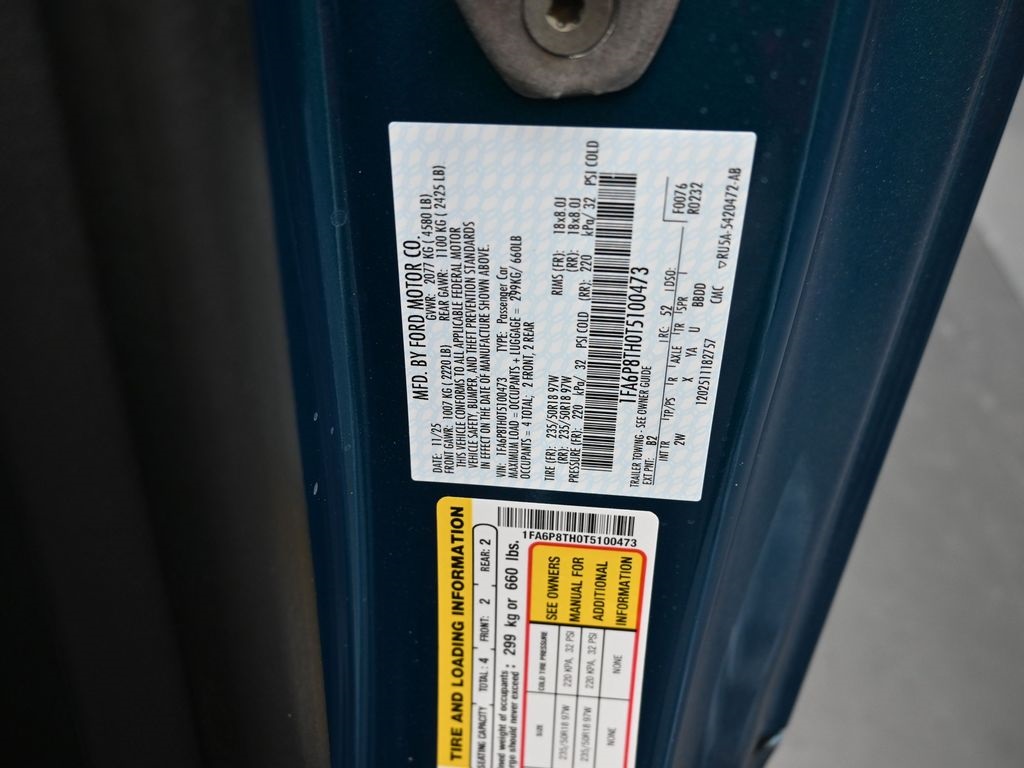 MFD. BY FORD MOTOR CO.
DATE: 11/25 GVWR: 2077 KG ( 4580 LB)
FRONT GAWR: 1007 KG ( 2220 LB) REAR GAWR: 1100 KG ( 2425 LB)
THIS VEHICLE CONFORMS TO ALL APPLICABLE FEDERAL MOTOR
VEHICLE SAFETY, BUMPER, AND THEFT PREVENTION STANDARDS
IN EFFECT ON THE DATE OF MANUFACTURE SHOWN ABOVE.
VIN: 1FA6P8TH0T5100473 TYPE: Passenger Car
MAXIMUM LOAD = OCCUPANTS + LUGGAGE = 299KG/ 660LB
OCCUPANTS = 4 TOTAL; 2 FRONT, 2 REAR
TIRE (FR): 235/50R18 97W RIMS (FR): 18x8.0J
(RR): 235/50R18 97W (RR): 18x8.0J
PRESSURE (FR): 220 kPa/ 32 PSI COLD (RR): 220 kPa/ 32 PSI COLD
1FA6P8TH0T5100473
TRAILER TOWING - SEE OWNER GUIDE
EXT PNT: B2 RC: 52 DSO: F0076
R0232
INT TR TP/PS R AXLE TR SPR
2W X YA U BBDD
12025111182757 CMC ▽RU5A-5420472-AB
TIRE AND LOADING INFORMATION
SEATING CAPACITY TOTAL: 4 FRONT: 2 REAR: 2
weight of occupants
should never exceed: 299 kg or 660 lbs.
1FA6P8TH0T5100473
SIZE COLD TIRE PRESSURE
235/50R18 97W 220 KPA, 32 PSI
235/50R18 97W 220 KPA, 32 PSI
NONE NONE
SEE OWNERS
MANUAL FOR
ADDITIONAL
INFORMATION